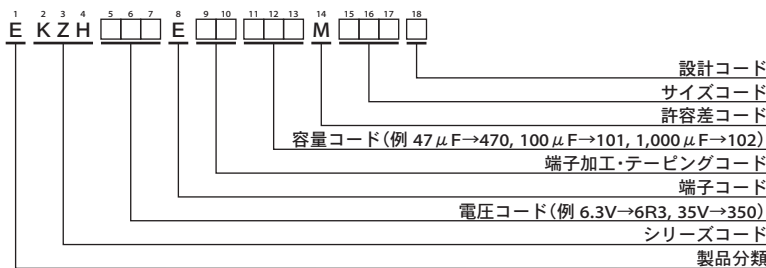 1 2 3 4 5 6 7 8 9 10 11 12 13 14 15 16 17 18
E K Z H □□□ E □□ □□□ M □□□ □
設計コード
サイズコード
許容差コード
容量コード(例 47μF→470, 100μF→101, 1,000μF→102)
端子加工・テーピングコード
端子コード
電圧コード(例 6.3V→6R3, 35V→350)
シリーズコード
製品分類